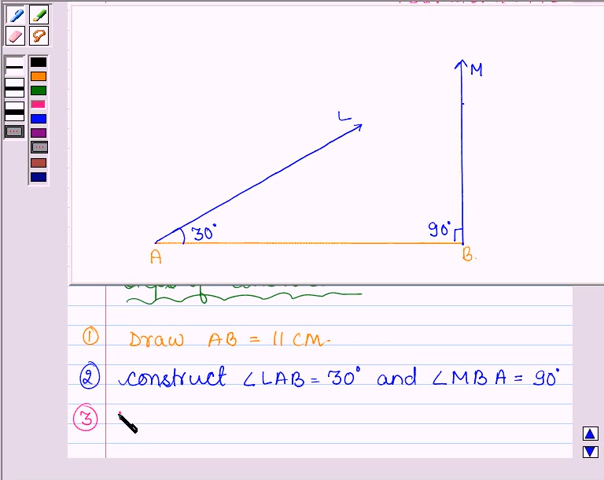 M
L
30°
90°
A
B.
① Draw AB = 11 CM.
② Construct ∠LAB = 30° and ∠MBA = 90°
③